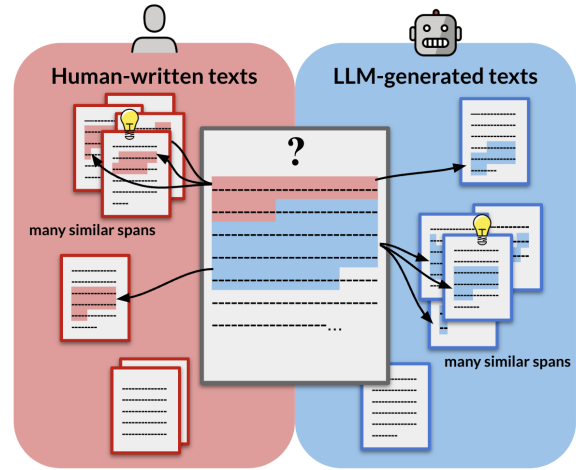 Human-written texts
LLM-generated texts
?
many similar spans
...
many similar spans